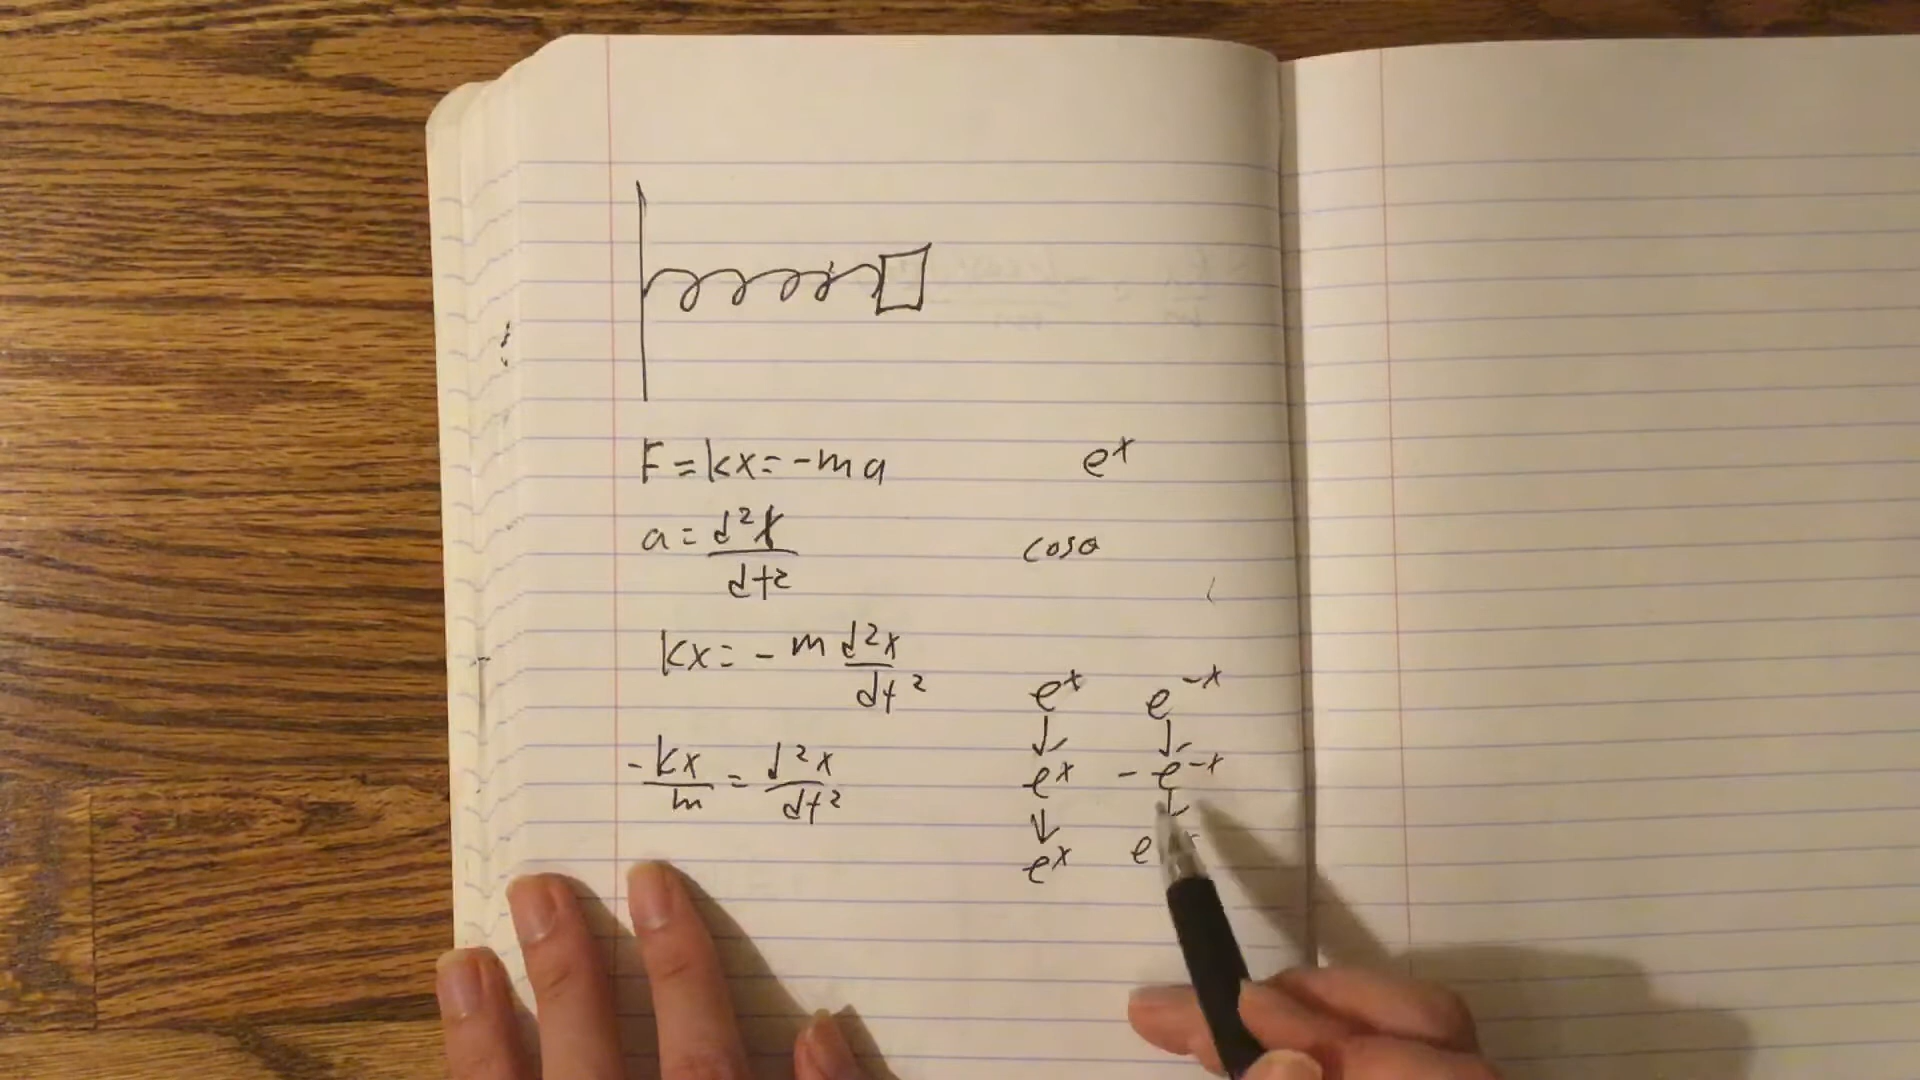 F = kx = -ma
e^x
a = d²x/dt²
cosθ
kx = -m d²x/dt²
e^x e^-x
-kx/m = d²x/dt²
e^x -e^-x
e^x e